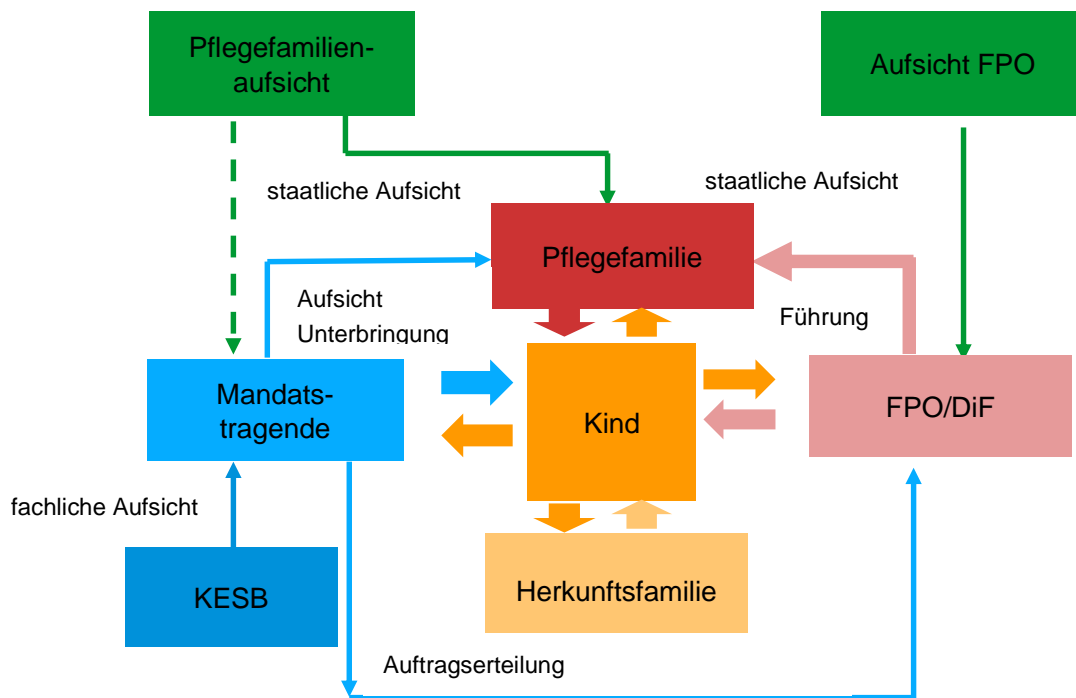 Pflegefamilien-
aufsicht
Aufsicht FPO
staatliche Aufsicht
staatliche Aufsicht
Pflegefamilie
Aufsicht
Unterbringung
Führung
Mandats-
tragende
Kind
FPO/DiF
fachliche Aufsicht
KESB
Herkunftsfamilie
Auftragserteilung